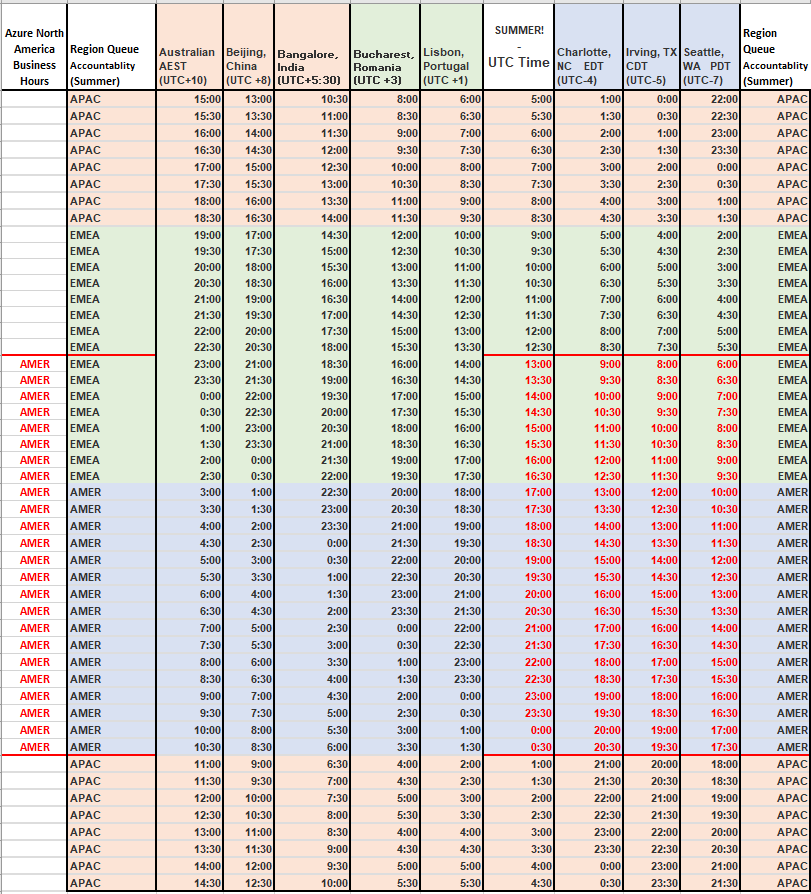 Azure North
America
Business
Hours
Region Queue
Accountablity
(Summer)
Australian
AEST
(UTC+10)
Beijing,
China
(UTC +8)
Bangalore,
India
(UTC+5:30)
Bucharest,
Romania
(UTC +3)
Lisbon,
Portugal
(UTC +1)
SUMMER!
-
UTC Time
Charlotte,
NC EDT
(UTC-4)
Irving, TX
CDT
(UTC-5)
Seattle,
WA PDT
(UTC-7)
Region
Queue
Accountablity
(Summer)
APAC 15:00 13:00 10:30 8:00 6:00 5:00 1:00 0:00 22:00 APAC
APAC 15:30 13:30 11:00 8:30 6:30 5:30 1:30 0:30 22:30 APAC
APAC 16:00 14:00 11:30 9:00 7:00 6:00 2:00 1:00 23:00 APAC
APAC 16:30 14:30 12:00 9:30 7:30 6:30 2:30 1:30 23:30 APAC
APAC 17:00 15:00 12:30 10:00 8:00 7:00 3:00 2:00 0:00 APAC
APAC 17:30 15:30 13:00 10:30 8:30 7:30 3:30 2:30 0:30 APAC
APAC 18:00 16:00 13:30 11:00 9:00 8:00 4:00 3:00 1:00 APAC
APAC 18:30 16:30 14:00 11:30 9:30 8:30 4:30 3:30 1:30 APAC
EMEA 19:00 17:00 14:30 12:00 10:00 9:00 5:00 4:00 2:00 EMEA
EMEA 19:30 17:30 15:00 12:30 10:30 9:30 5:30 4:30 2:30 EMEA
EMEA 20:00 18:00 15:30 13:00 11:00 10:00 6:00 5:00 3:00 EMEA
EMEA 20:30 18:30 16:00 13:30 11:30 10:30 6:30 5:30 3:30 EMEA
EMEA 21:00 19:00 16:30 14:00 12:00 11:00 7:00 6:00 4:00 EMEA
EMEA 21:30 19:30 17:00 14:30 12:30 11:30 7:30 6:30 4:30 EMEA
EMEA 22:00 20:00 17:30 15:00 13:00 12:00 8:00 7:00 5:00 EMEA
EMEA 22:30 20:30 18:00 15:30 13:30 12:30 8:30 7:30 5:30 EMEA
AMER EMEA 23:00 21:00 18:30 16:00 14:00 13:00 9:00 8:00 6:00 EMEA
AMER EMEA 23:30 21:30 19:00 16:30 14:30 13:30 9:30 8:30 6:30 EMEA
AMER EMEA 0:00 22:00 19:30 17:00 15:00 14:00 10:00 9:00 7:00 EMEA
AMER EMEA 0:30 22:30 20:00 17:30 15:30 14:30 10:30 9:30 7:30 EMEA
AMER EMEA 1:00 23:00 20:30 18:00 16:00 15:00 11:00 10:00 8:00 EMEA
AMER EMEA 1:30 23:30 21:00 18:30 16:30 15:30 11:30 10:30 8:30 EMEA
AMER EMEA 2:00 0:00 21:30 19:00 17:00 16:00 12:00 11:00 9:00 EMEA
AMER EMEA 2:30 0:30 22:00 19:30 17:30 16:30 12:30 11:30 9:30 EMEA
AMER AMER 3:00 1:00 22:30 20:00 18:00 17:00 13:00 12:00 10:00 AMER
AMER AMER 3:30 1:30 23:00 20:30 18:30 17:30 13:30 12:30 10:30 AMER
AMER AMER 4:00 2:00 23:30 21:00 19:00 18:00 14:00 13:00 11:00 AMER
AMER AMER 4:30 2:30 0:00 21:30 19:30 18:30 14:30 13:30 11:30 AMER
AMER AMER 5:00 3:00 0:30 22:00 20:00 19:00 15:00 14:00 12:00 AMER
AMER AMER 5:30 3:30 1:00 22:30 20:30 19:30 15:30 14:30 12:30 AMER
AMER AMER 6:00 4:00 1:30 23:00 21:00 20:00 16:00 15:00 13:00 AMER
AMER AMER 6:30 4:30 2:00 23:30 21:30 20:30 16:30 15:30 13:30 AMER
AMER AMER 7:00 5:00 2:30 0:00 22:00 21:00 17:00 16:00 14:00 AMER
AMER AMER 7:30 5:30 3:00 0:30 22:30 21:30 17:30 16:30 14:30 AMER
AMER AMER 8:00 6:00 3:30 1:00 23:00 22:00 18:00 17:00 15:00 AMER
AMER AMER 8:30 6:30 4:00 1:30 23:30 22:30 18:30 17:30 15:30 AMER
AMER AMER 9:00 7:00 4:30 2:00 0:00 23:00 19:00 18:00 16:00 AMER
AMER AMER 9:30 7:30 5:00 2:30 0:30 23:30 19:30 18:30 16:30 AMER
AMER AMER 10:00 8:00 5:30 3:00 1:00 0:00 20:00 19:00 17:00 AMER
AMER AMER 10:30 8:30 6:00 3:30 1:30 0:30 20:30 19:30 17:30 AMER
APAC 11:00 9:00 6:30 4:00 2:00 1:00 21:00 20:00 18:00 APAC
APAC 11:30 9:30 7:00 4:30 2:30 1:30 21:30 20:30 18:30 APAC
APAC 12:00 10:00 7:30 5:00 3:00 2:00 22:00 21:00 19:00 APAC
APAC 12:30 10:30 8:00 5:30 3:30 2:30 22:30 21:30 19:30 APAC
APAC 13:00 11:00 8:30 4:00 4:00 3:00 23:00 22:00 20:00 APAC
APAC 13:30 11:30 9:00 4:30 4:30 3:30 23:30 22:30 20:30 APAC
APAC 14:00 12:00 9:30 5:00 5:00 4:00 0:00 23:00 21:00 APAC
APAC 14:30 12:30 10:00 5:30 5:30 4:30 0:30 23:30 21:30 APAC